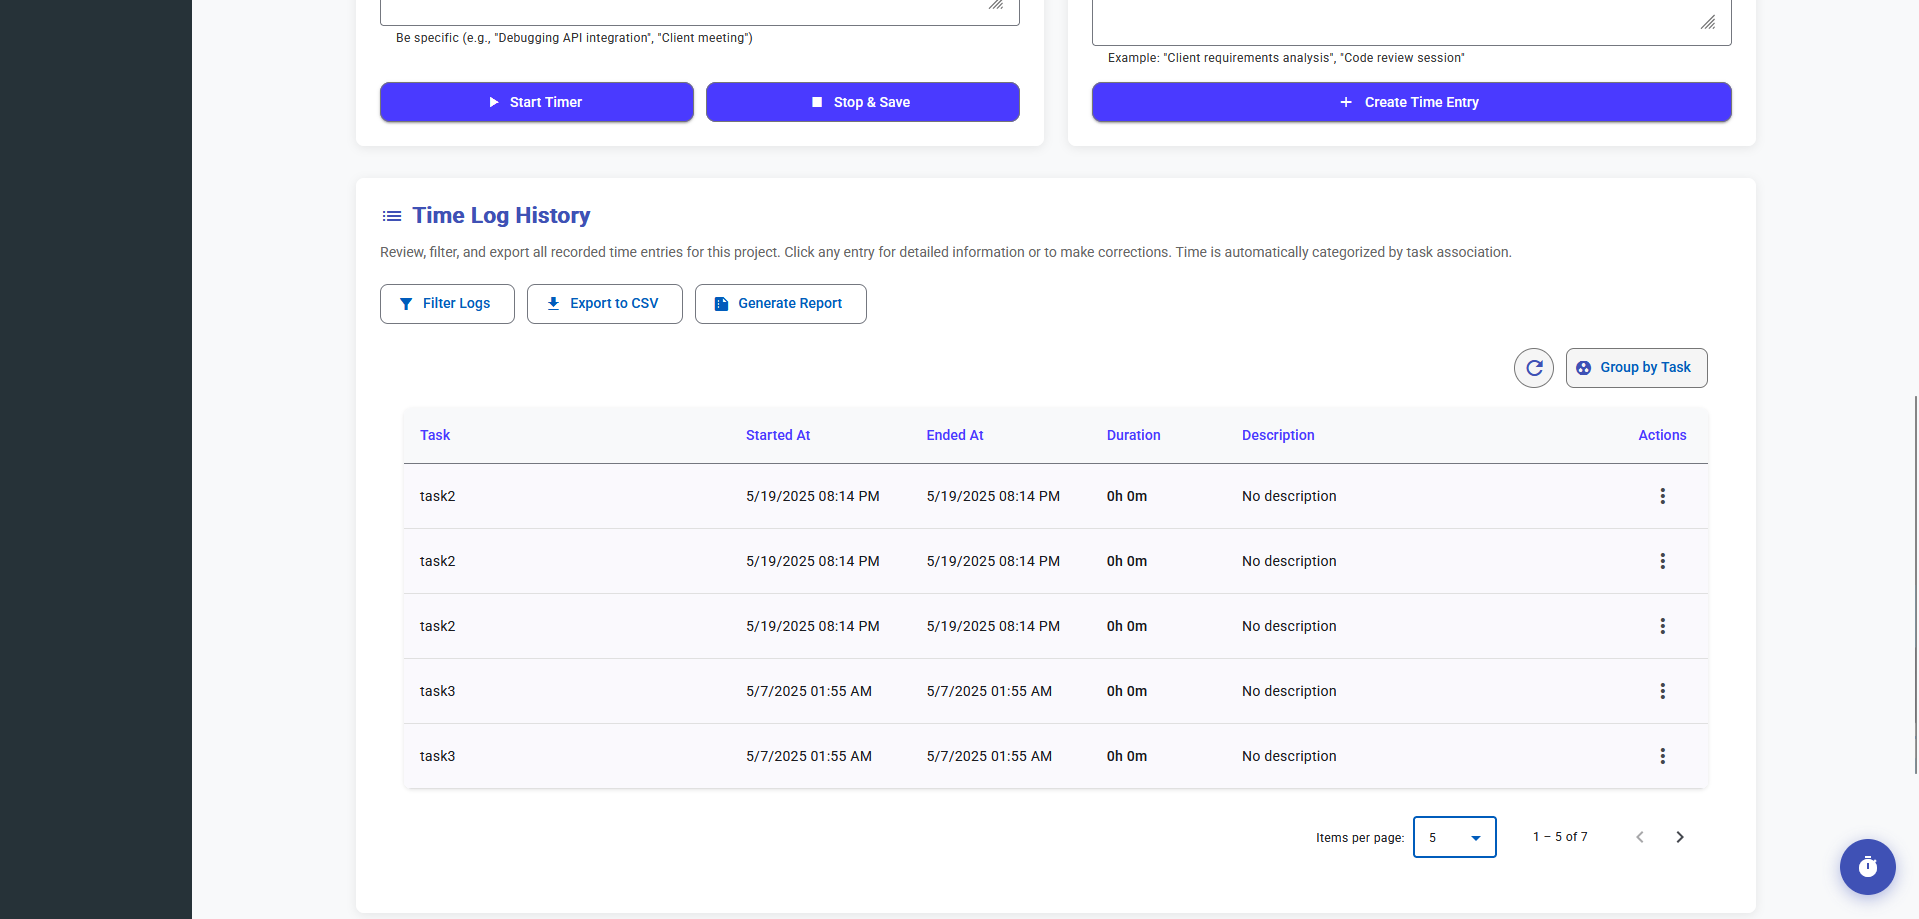 Be specific (e.g., "Debugging API integration", "Client meeting")
Example: "Client requirements analysis", "Code review session"
Start Timer
Stop & Save
Create Time Entry
Time Log History
Review, filter, and export all recorded time entries for this project. Click any entry for detailed information or to make corrections. Time is automatically categorized by task association.
Filter Logs
Export to CSV
Generate Report
Group by Task
Task Started At Ended At Duration Description Actions
task2 5/19/2025 08:14 PM 5/19/2025 08:14 PM 0h 0m No description
task2 5/19/2025 08:14 PM 5/19/2025 08:14 PM 0h 0m No description
task2 5/19/2025 08:14 PM 5/19/2025 08:14 PM 0h 0m No description
task3 5/7/2025 01:55 AM 5/7/2025 01:55 AM 0h 0m No description
task3 5/7/2025 01:55 AM 5/7/2025 01:55 AM 0h 0m No description
Items per page: 5 1 – 5 of 7